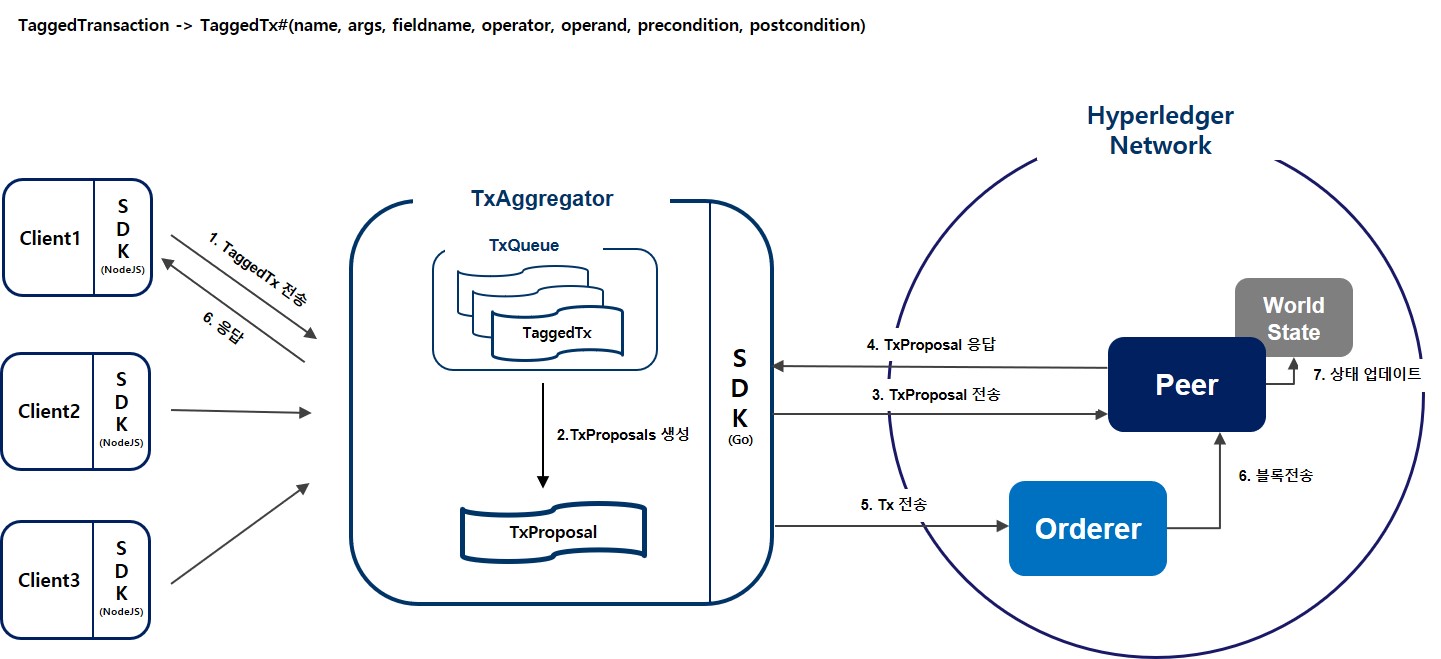 TaggedTransaction -> TaggedTx#(name, args, fieldname, operator, operand, precondition, postcondition)
Client1
S
D
K
(NodeJS)
Client2
S
D
K
(NodeJS)
Client3
S
D
K
(NodeJS)
1. TaggedTx 전송
6. 응답
TxAggregator
TxQueue
TaggedTx
2.TxProposals 생성
TxProposal
S
D
K
(Go)
Hyperledger
Network
4. TxProposal 응답
3. TxProposal 전송
5. Tx 전송
World
State
Peer
7. 상태 업데이트
6. 블록전송
Orderer